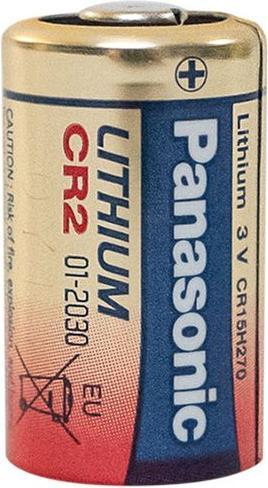 Lithium 3 V CR15H270
Panasonic
LITHIUM
CR2 01-2030 EU
CAUTION: Risk of fire, explosion